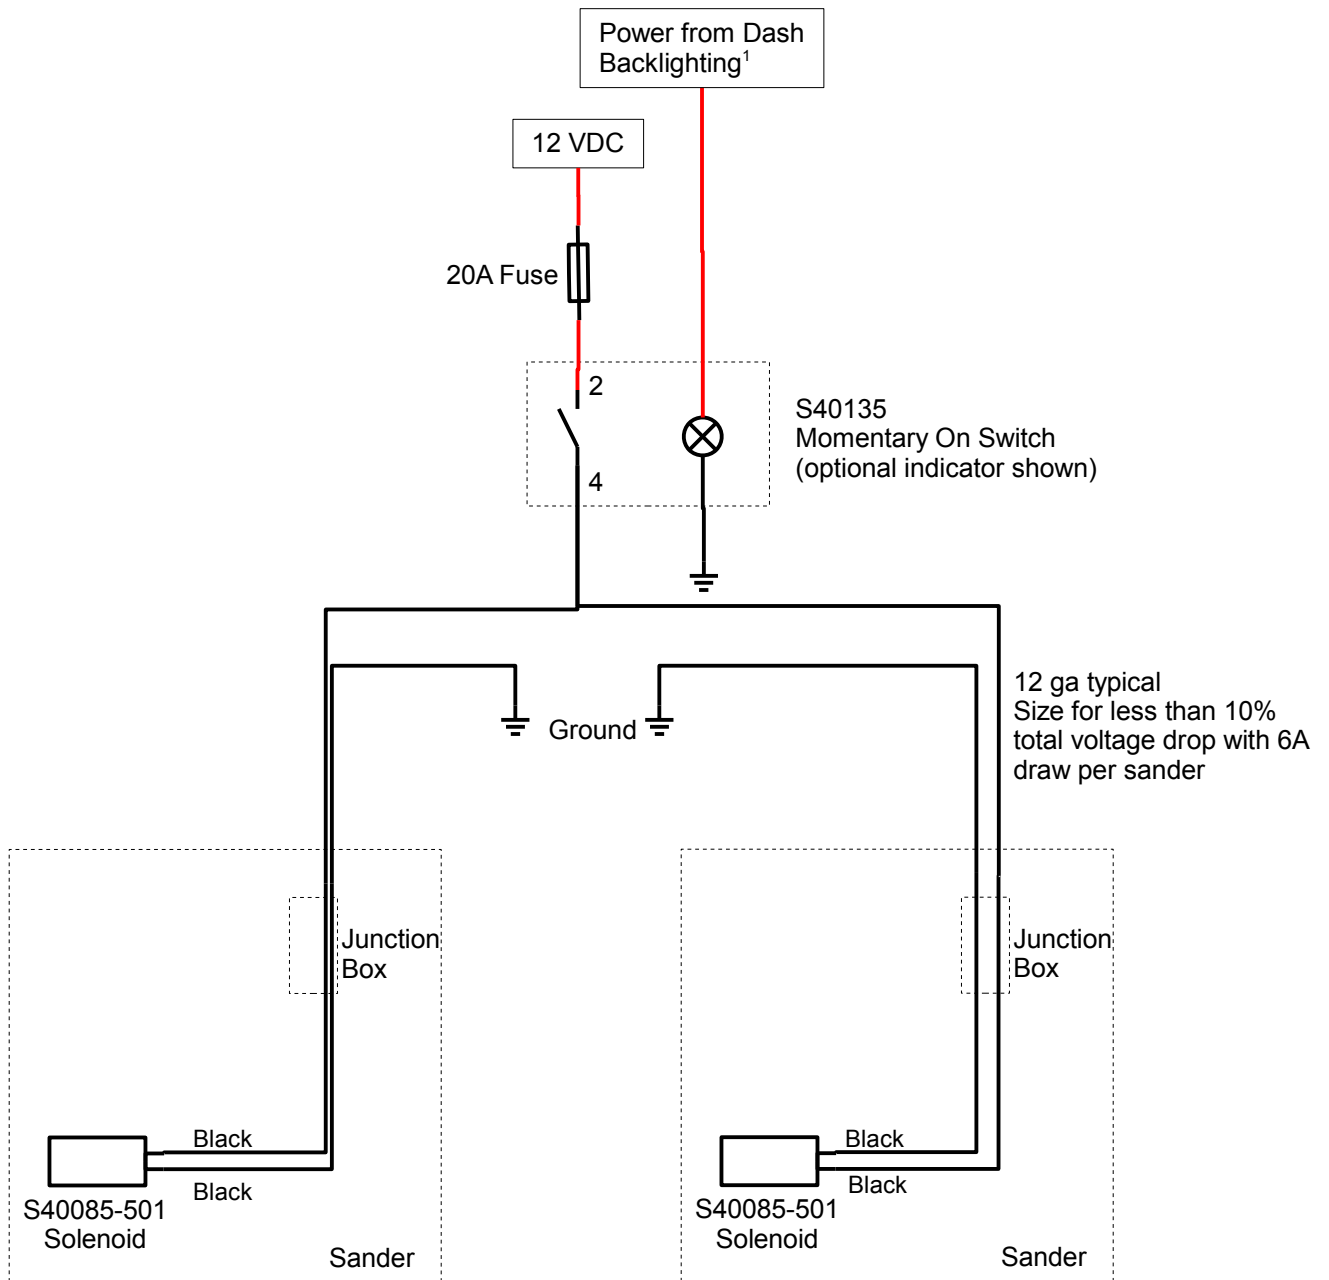 Power from Dash
Backlighting¹
12 VDC
20A Fuse
2
4
S40135
Momentary On Switch
(optional indicator shown)
Ground
12 ga typical
Size for less than 10%
total voltage drop with 6A
draw per sander
Junction
Box
Junction
Box
Black
Black
S40085-501
Solenoid
Sander
Black
Black
S40085-501
Solenoid
Sander